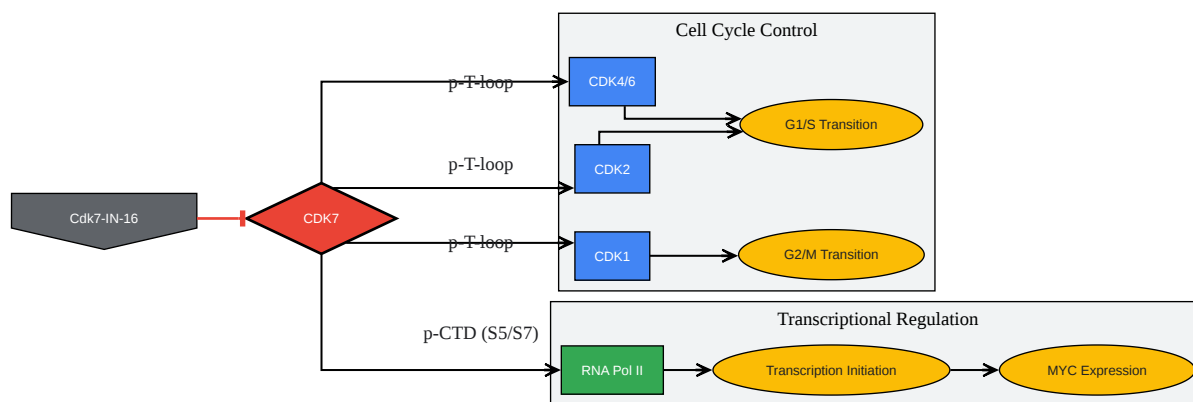 Cell Cycle Control
p-T-loop
CDK4/6
G1/S Transition
p-T-loop
CDK2
Cdk7-IN-16
CDK7
p-T-loop
CDK1
G2/M Transition
Transcriptional Regulation
p-CTD (S5/S7)
RNA Pol II
Transcription Initiation
MYC Expression